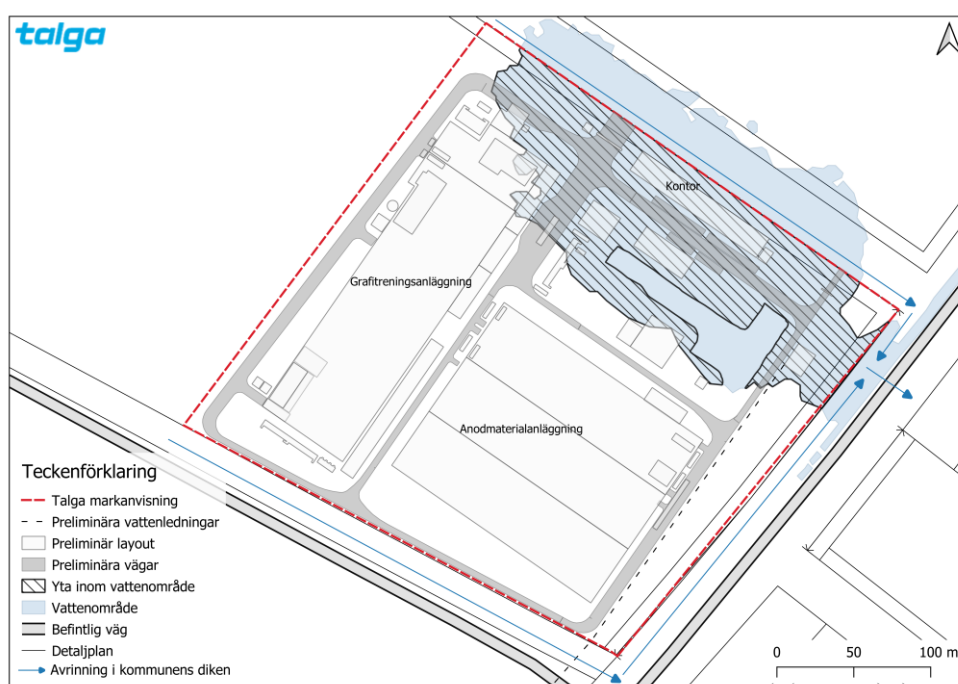 talga
Kontor
Grafitreningsanläggning
Anodmaterialanläggning
Teckenförklaring
Talga markanvisning
Preliminära vattenledningar
Preliminär layout
Preliminära vägar
Yta inom vattenområde
Vattenområde
Befintlig väg
Detaljplan
Avrinning i kommunens diken
0 50 100 m